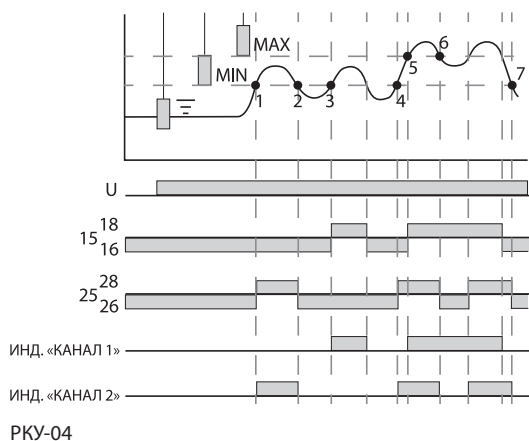 MAX
MIN
1
2
3
4
5
6
7
U
15 18
16
25 28
26
ИНД. «КАНАЛ 1»
ИНД. «КАНАЛ 2»
РКУ-04